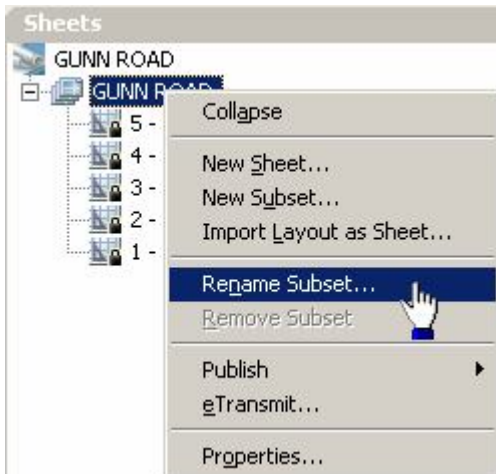 Sheets
GUNN ROAD
GUNN ROAD
5 -
4 -
3 -
2 -
1 -
Collapse
New Sheet...
New Subset...
Import Layout as Sheet...
Rename Subset...
Remove Subset
Publish
eTransmit...
Properties...